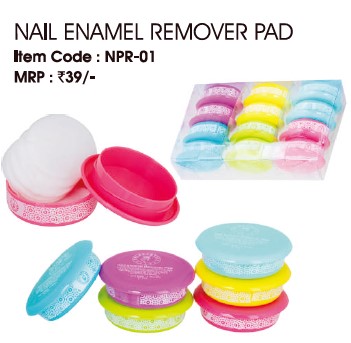 NAIL ENAMEL REMOVER PAD
Item Code : NPR-01
MRP : ₹39/-